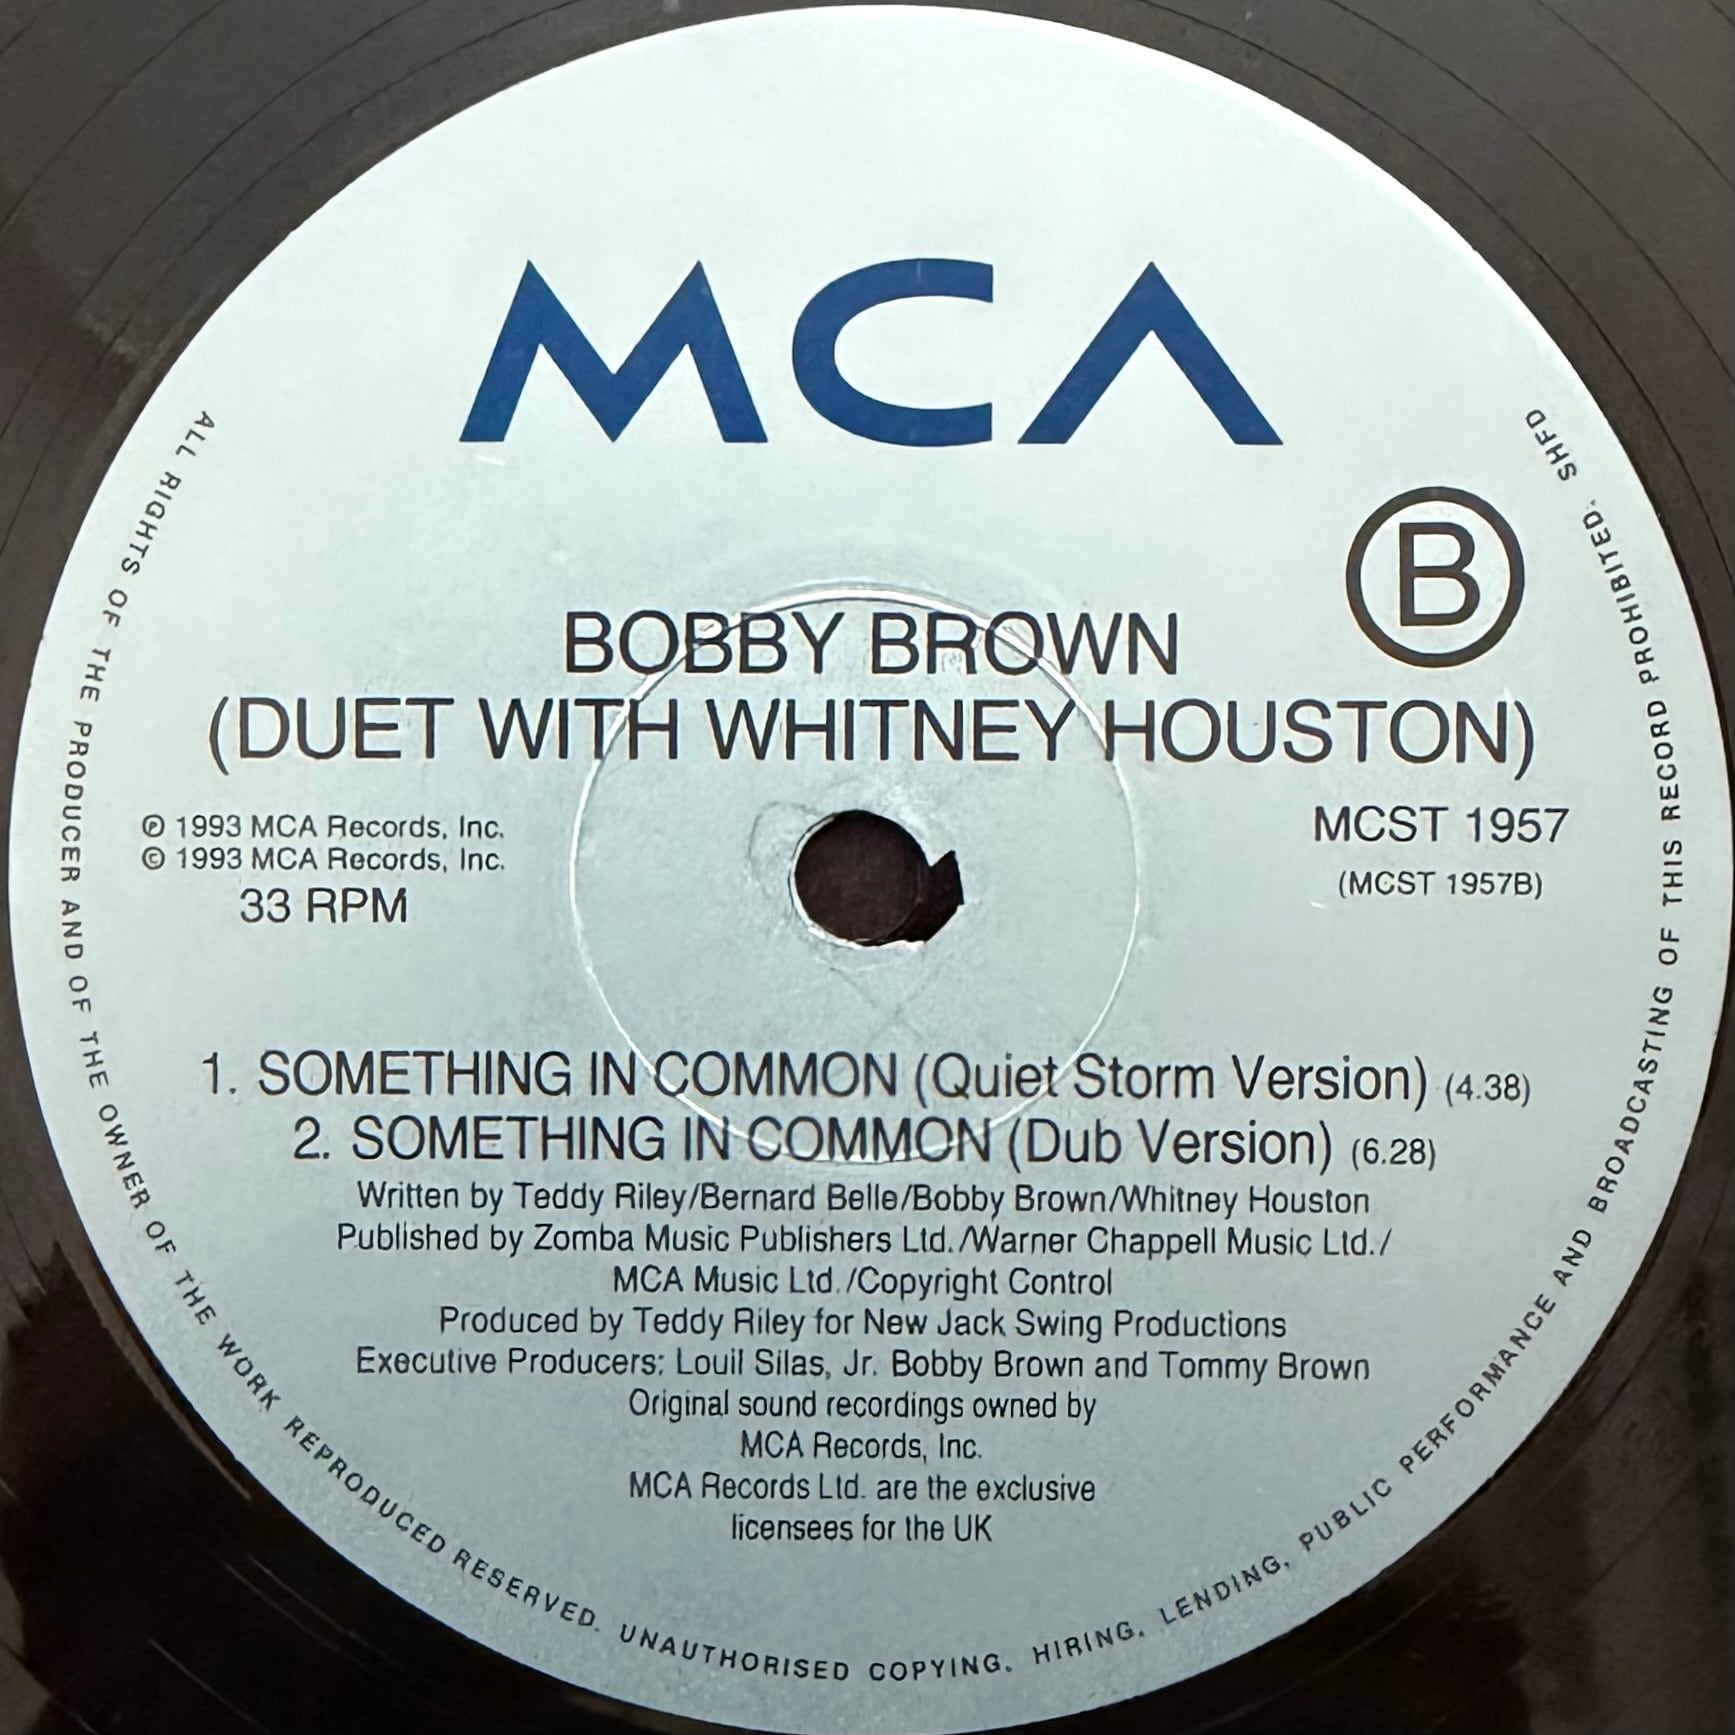 MCA
B
BOBBY BROWN
(DUET WITH WHITNEY HOUSTON)
℗ 1993 MCA Records, Inc.
© 1993 MCA Records, Inc.
33 RPM
MCST 1957
(MCST 1957B)
1. SOMETHING IN COMMON (Quiet Storm Version) (4.38)
2. SOMETHING IN COMMON (Dub Version) (6.28)
Written by Teddy Riley/Bernard Belle/Bobby Brown/Whitney Houston
Published by Zomba Music Publishers Ltd./Warner Chappell Music Ltd./
MCA Music Ltd./Copyright Control
Produced by Teddy Riley for New Jack Swing Productions
Executive Producers: Louil Silas, Jr. Bobby Brown and Tommy Brown
Original sound recordings owned by
MCA Records, Inc.
MCA Records Ltd. are the exclusive
licensees for the UK
ALL RIGHTS OF THE PRODUCER AND OF THE OWNER OF THE WORK REPRODUCED RESERVED. UNAUTHORISED COPYING. HIRING. LENDING, PUBLIC PERFORMANCE AND BROADCASTING OF THIS RECORD PROHIBITED. SHFD